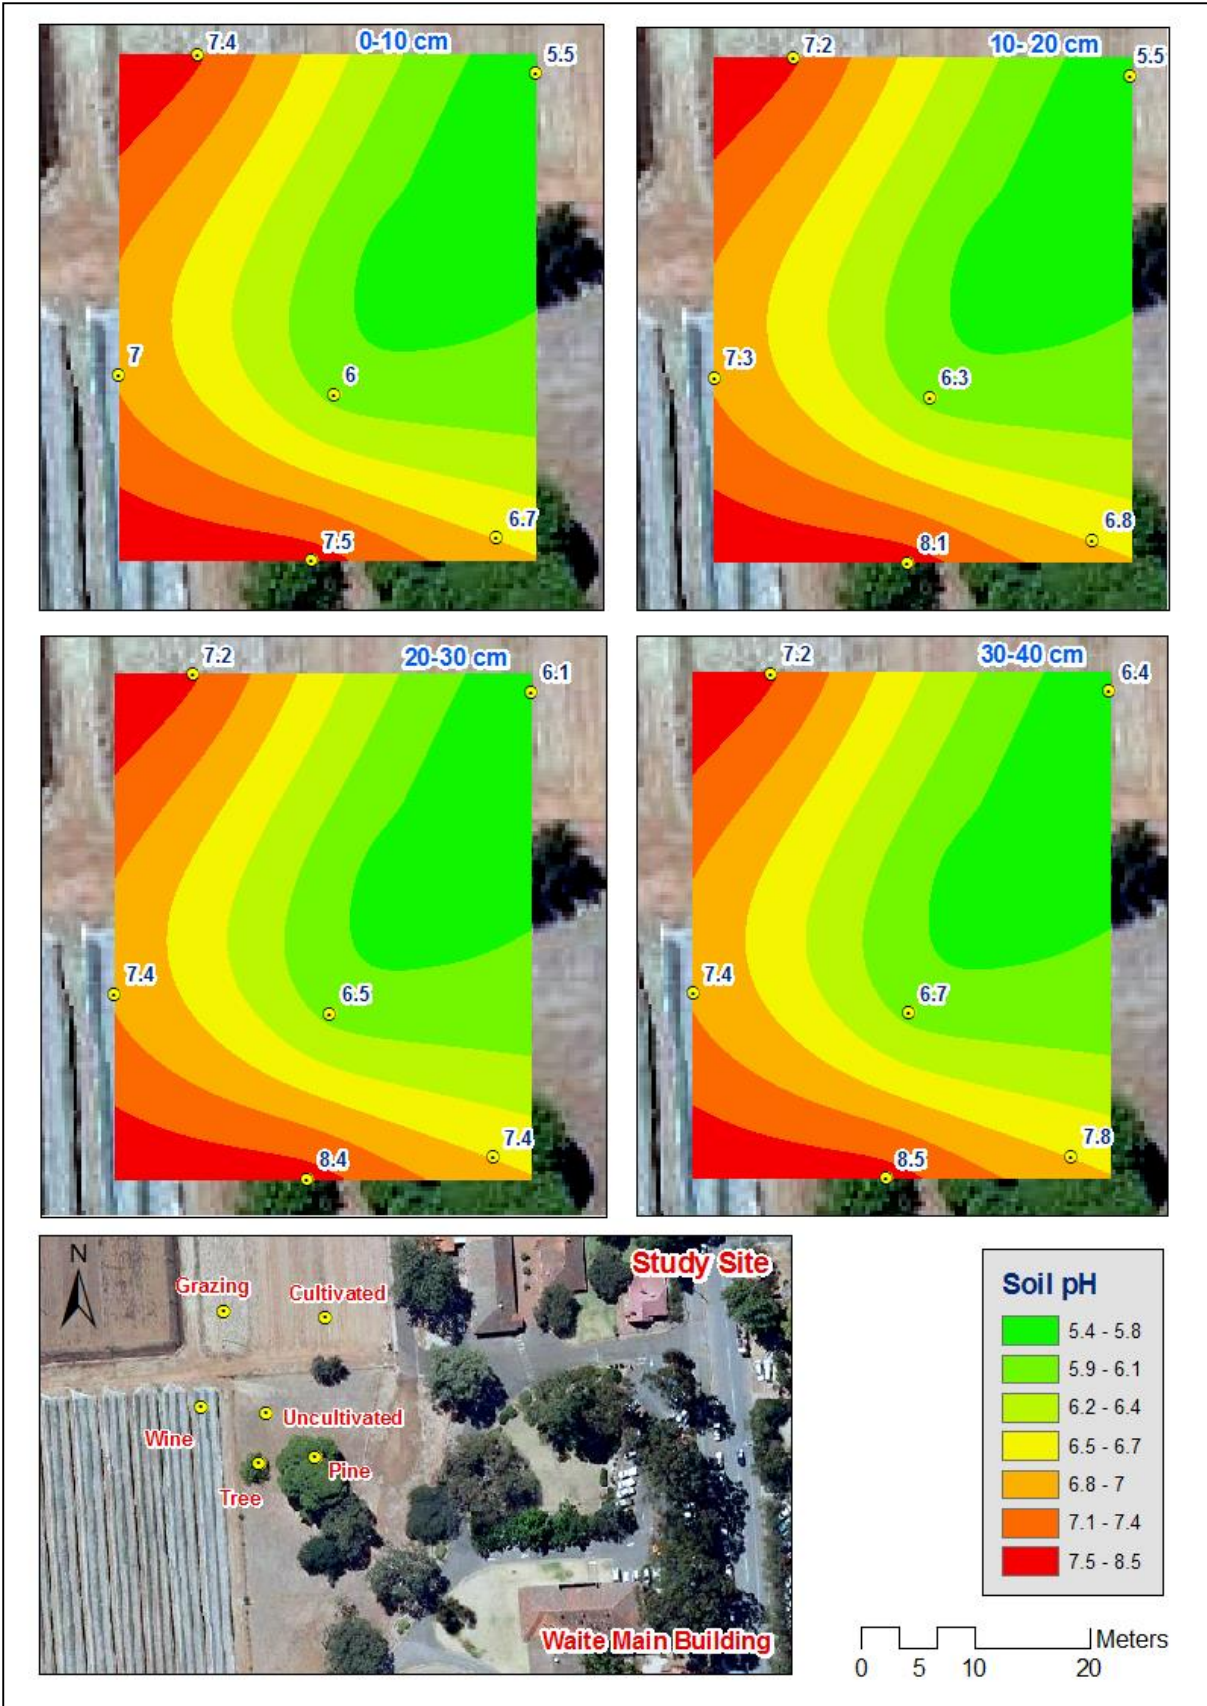 7.4
0-10 cm
5.5
7
6
6.7
7.5
7.2
10- 20 cm
5.5
7.3
6.3
6.8
8.1
7.2
20-30 cm
6.1
7.4
6.5
7.4
8.4
7.2
30-40 cm
6.4
7.4
6.7
7.8
8.5
N
Study Site
Grazing
Cultivated
Wine
Uncultivated
Pine
Tree
Waite Main Building
Soil pH
5.4 - 5.8
5.9 - 6.1
6.2 - 6.4
6.5 - 6.7
6.8 - 7
7.1 - 7.4
7.5 - 8.5
Meters
0 5 10 20